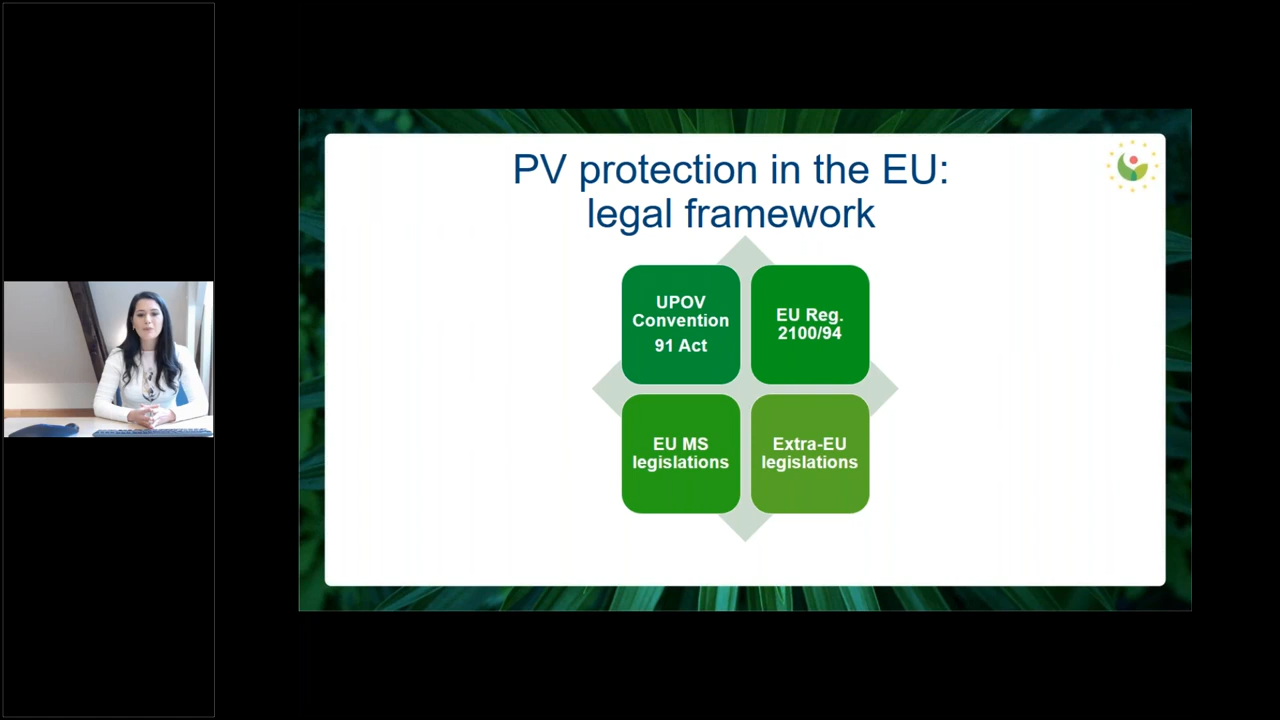 PV protection in the EU:
legal framework
UPOV
Convention
91 Act
EU Reg.
2100/94
EU MS
legislations
Extra-EU
legislations